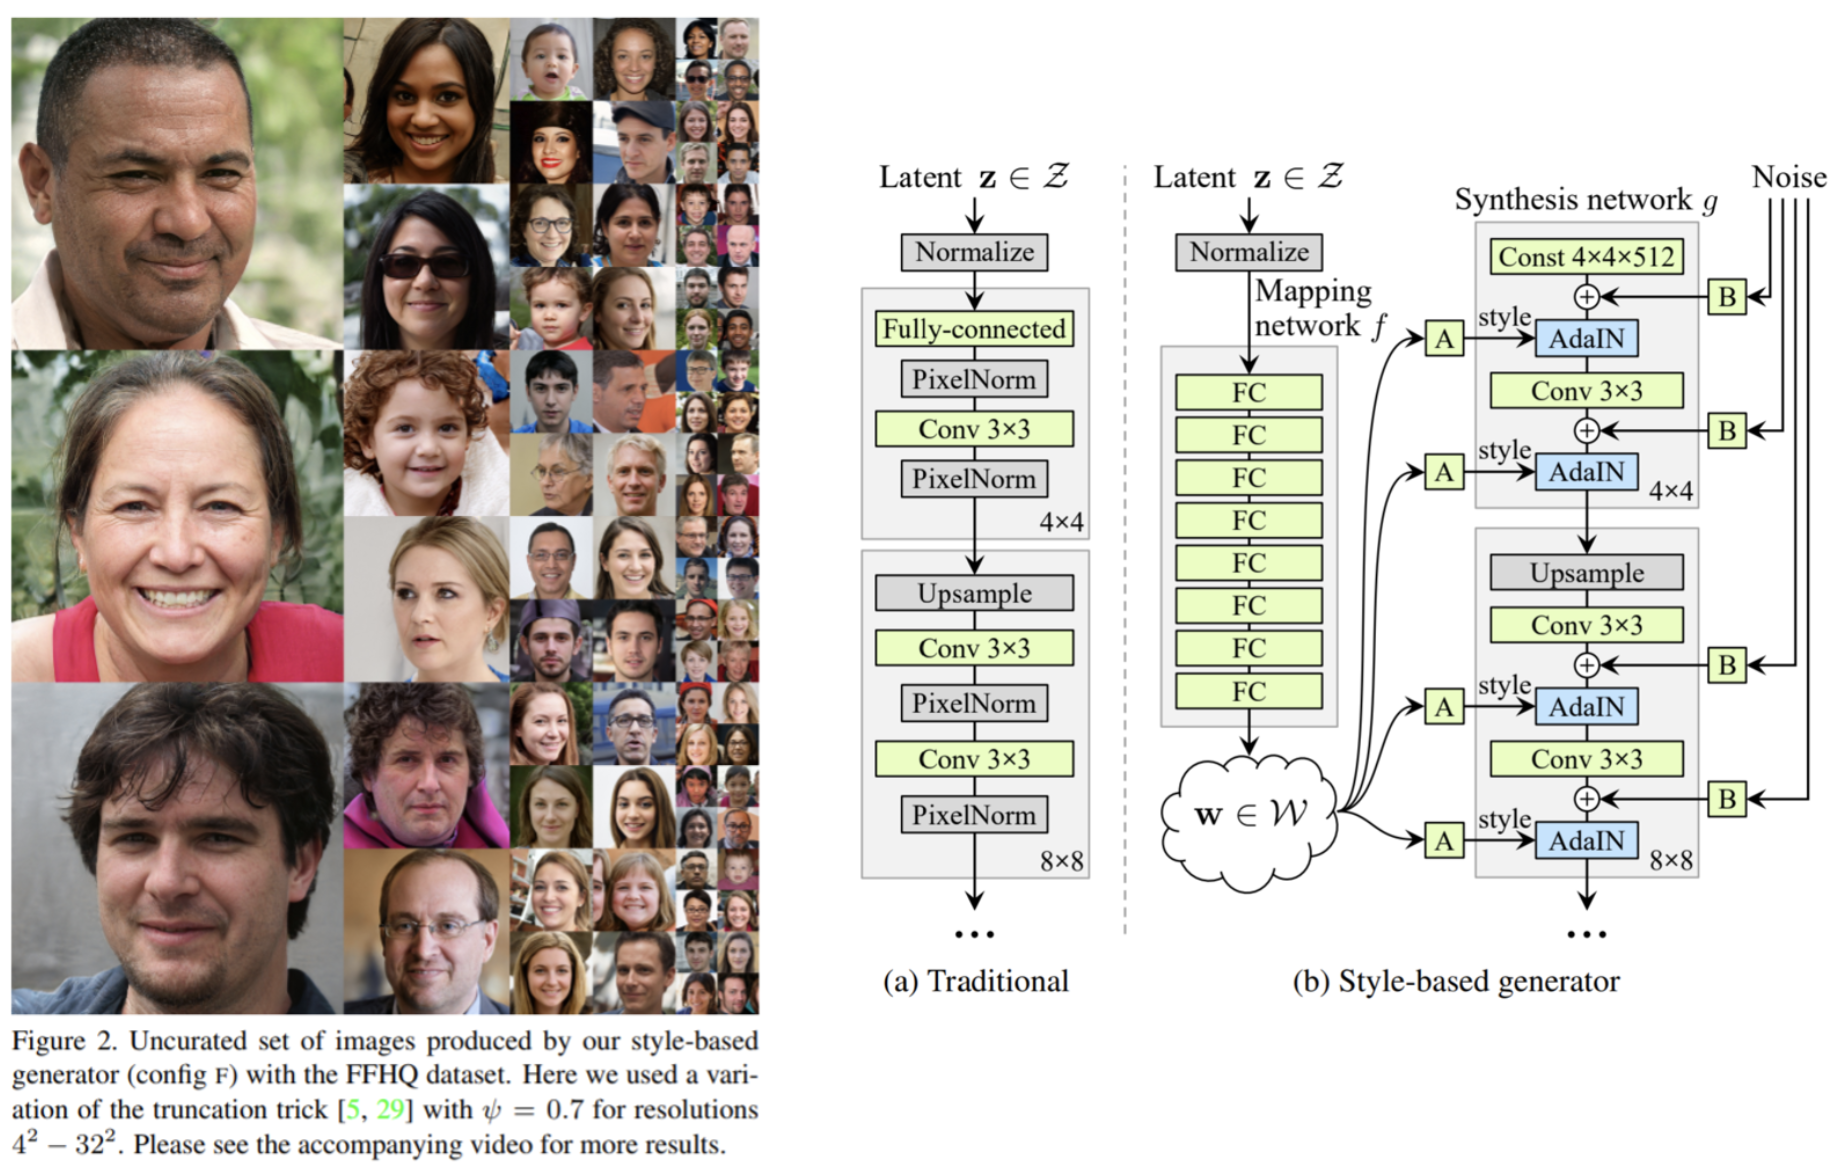 Figure 2. Uncurated set of images produced by our style-based
generator (config F) with the FFHQ dataset. Here we used a vari-
ation of the truncation trick [5, 29] with ψ = 0.7 for resolutions
4² − 32². Please see the accompanying video for more results.
Latent z ∈ 𝒵
Normalize
Fully-connected
PixelNorm
Conv 3×3
PixelNorm
4×4
Upsample
Conv 3×3
PixelNorm
Conv 3×3
PixelNorm
8×8
...
(a) Traditional
Latent z ∈ 𝒵
Normalize
Mapping
network f
FC
FC
FC
FC
FC
FC
FC
FC
w ∈ 𝒲
Synthesis network g
Noise
Const 4×4×512
B
A
style
AdaIN
Conv 3×3
B
A
style
AdaIN
4×4
Upsample
Conv 3×3
B
A
style
AdaIN
Conv 3×3
B
A
style
AdaIN
8×8
...
(b) Style-based generator